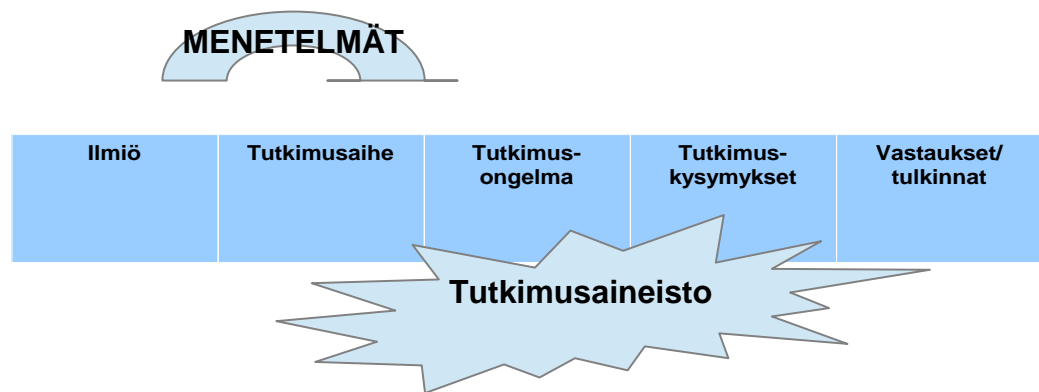 MENETELMÄT
Ilmiö
Tutkimusaihe
Tutkimus-
ongelma
Tutkimus-
kysymykset
Vastaukset/
tulkinnat
Tutkimusaineisto